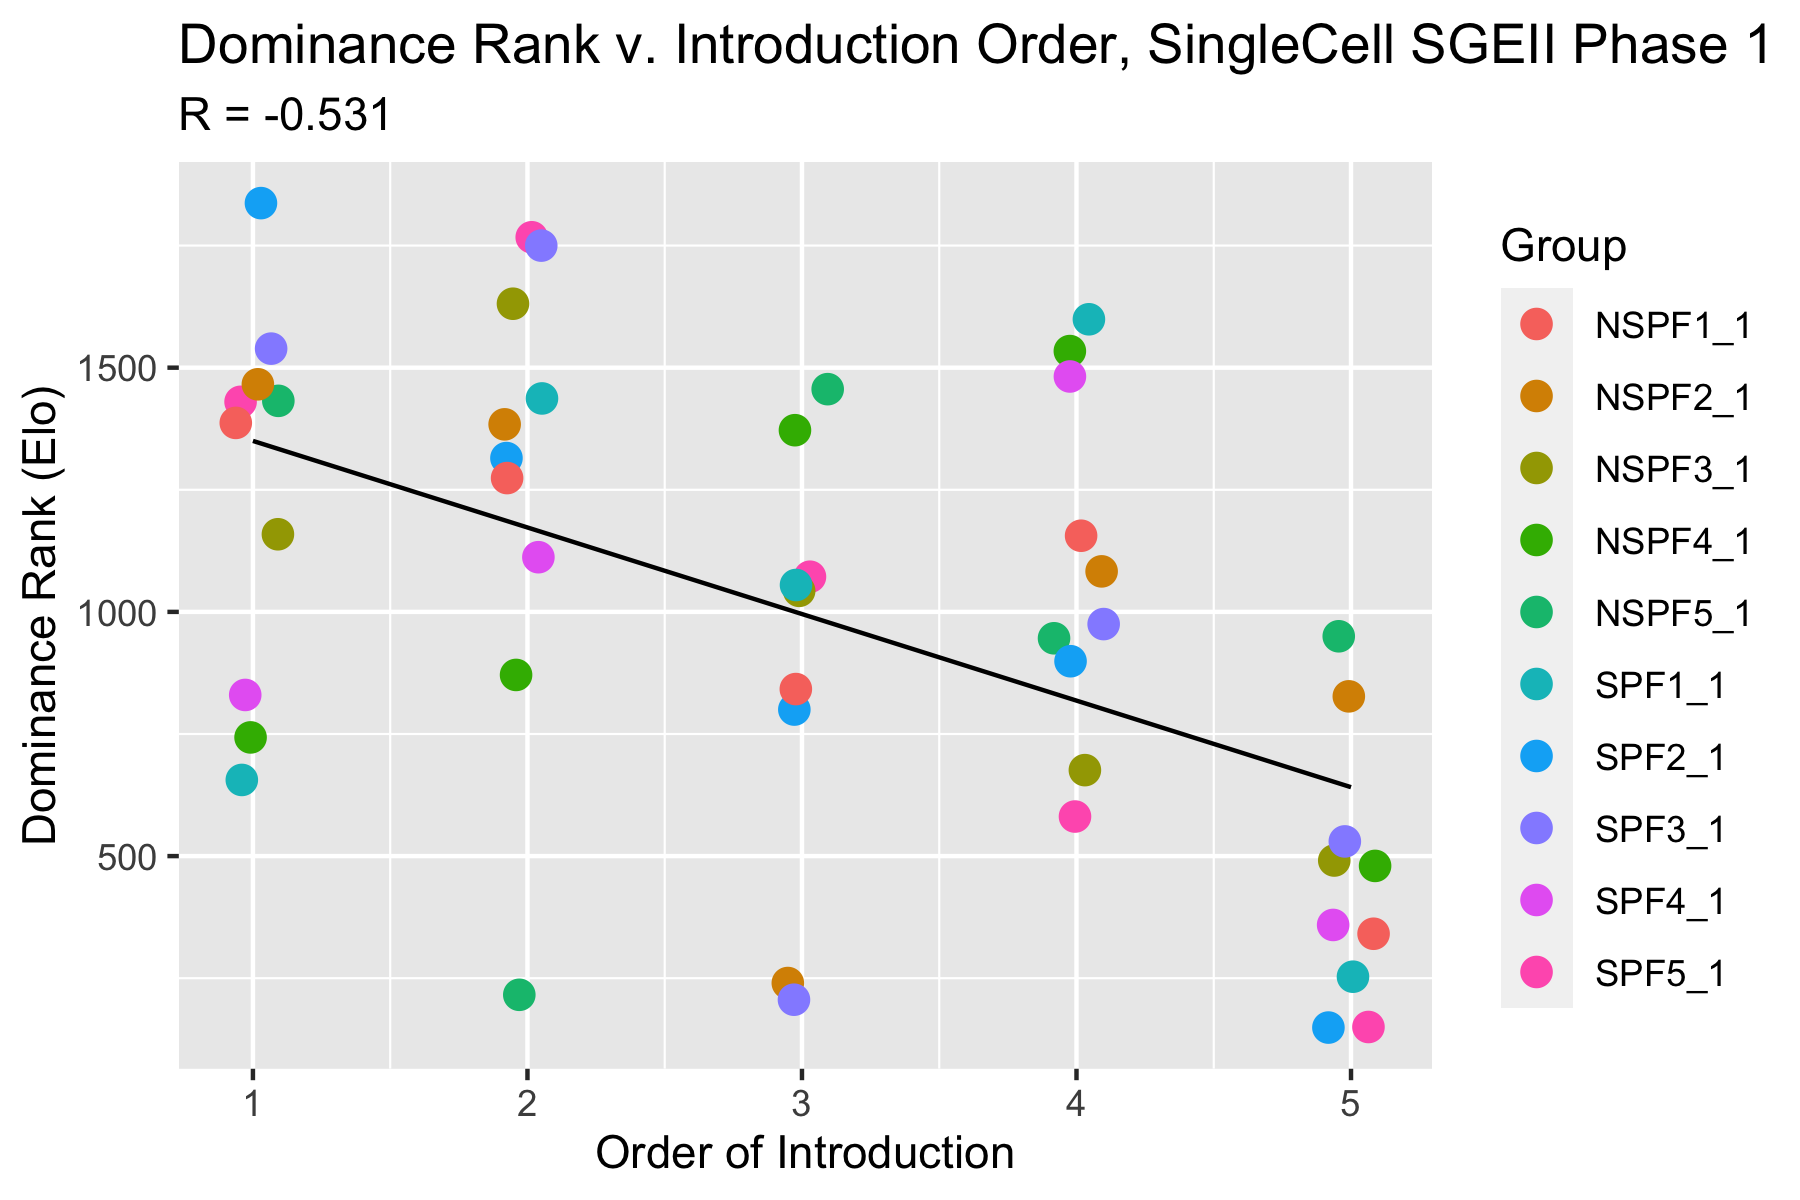 Dominance Rank v. Introduction Order, SingleCell SGEII Phase 1
R = -0.531
Dominance Rank (Elo)
1500
1000
500
1 2 3 4 5
Order of Introduction
Group
NSPF1_1
NSPF2_1
NSPF3_1
NSPF4_1
NSPF5_1
SPF1_1
SPF2_1
SPF3_1
SPF4_1
SPF5_1